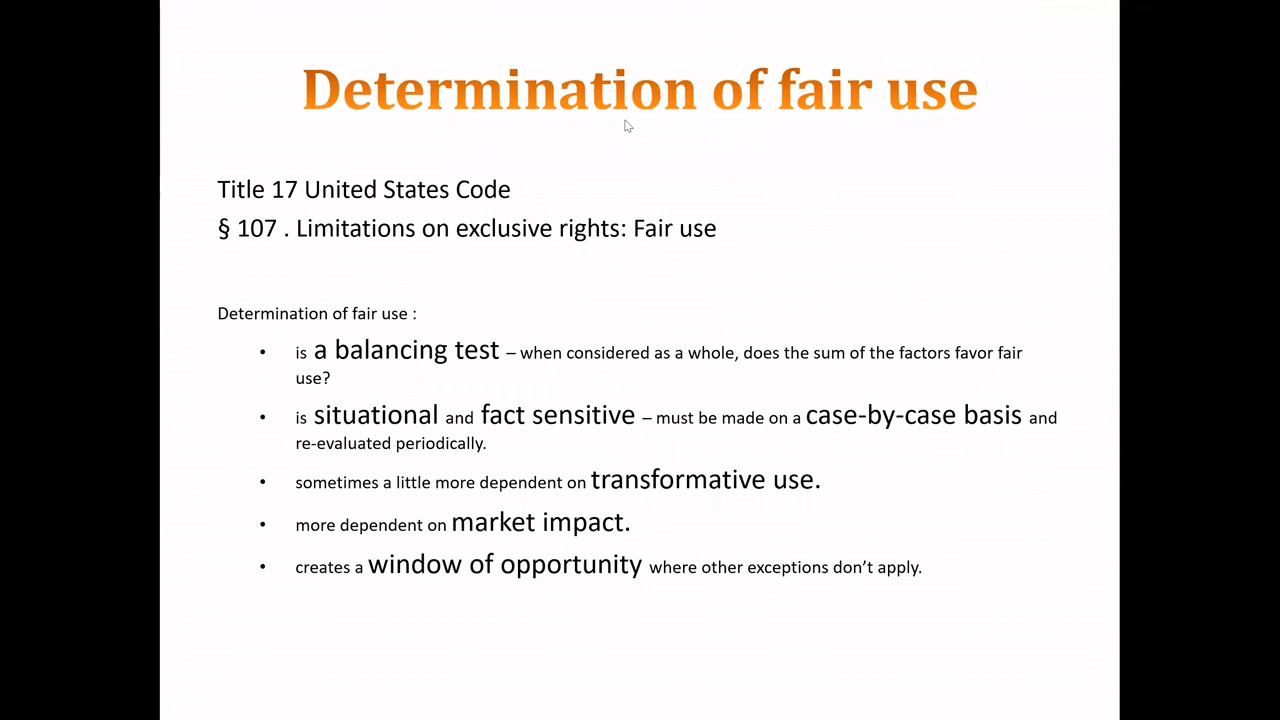 Determination of fair use
Title 17 United States Code
§ 107 . Limitations on exclusive rights: Fair use
Determination of fair use :
• is a balancing test – when considered as a whole, does the sum of the factors favor fair
use?
• is situational and fact sensitive – must be made on a case-by-case basis and
re-evaluated periodically.
• sometimes a little more dependent on transformative use.
• more dependent on market impact.
• creates a window of opportunity where other exceptions don’t apply.